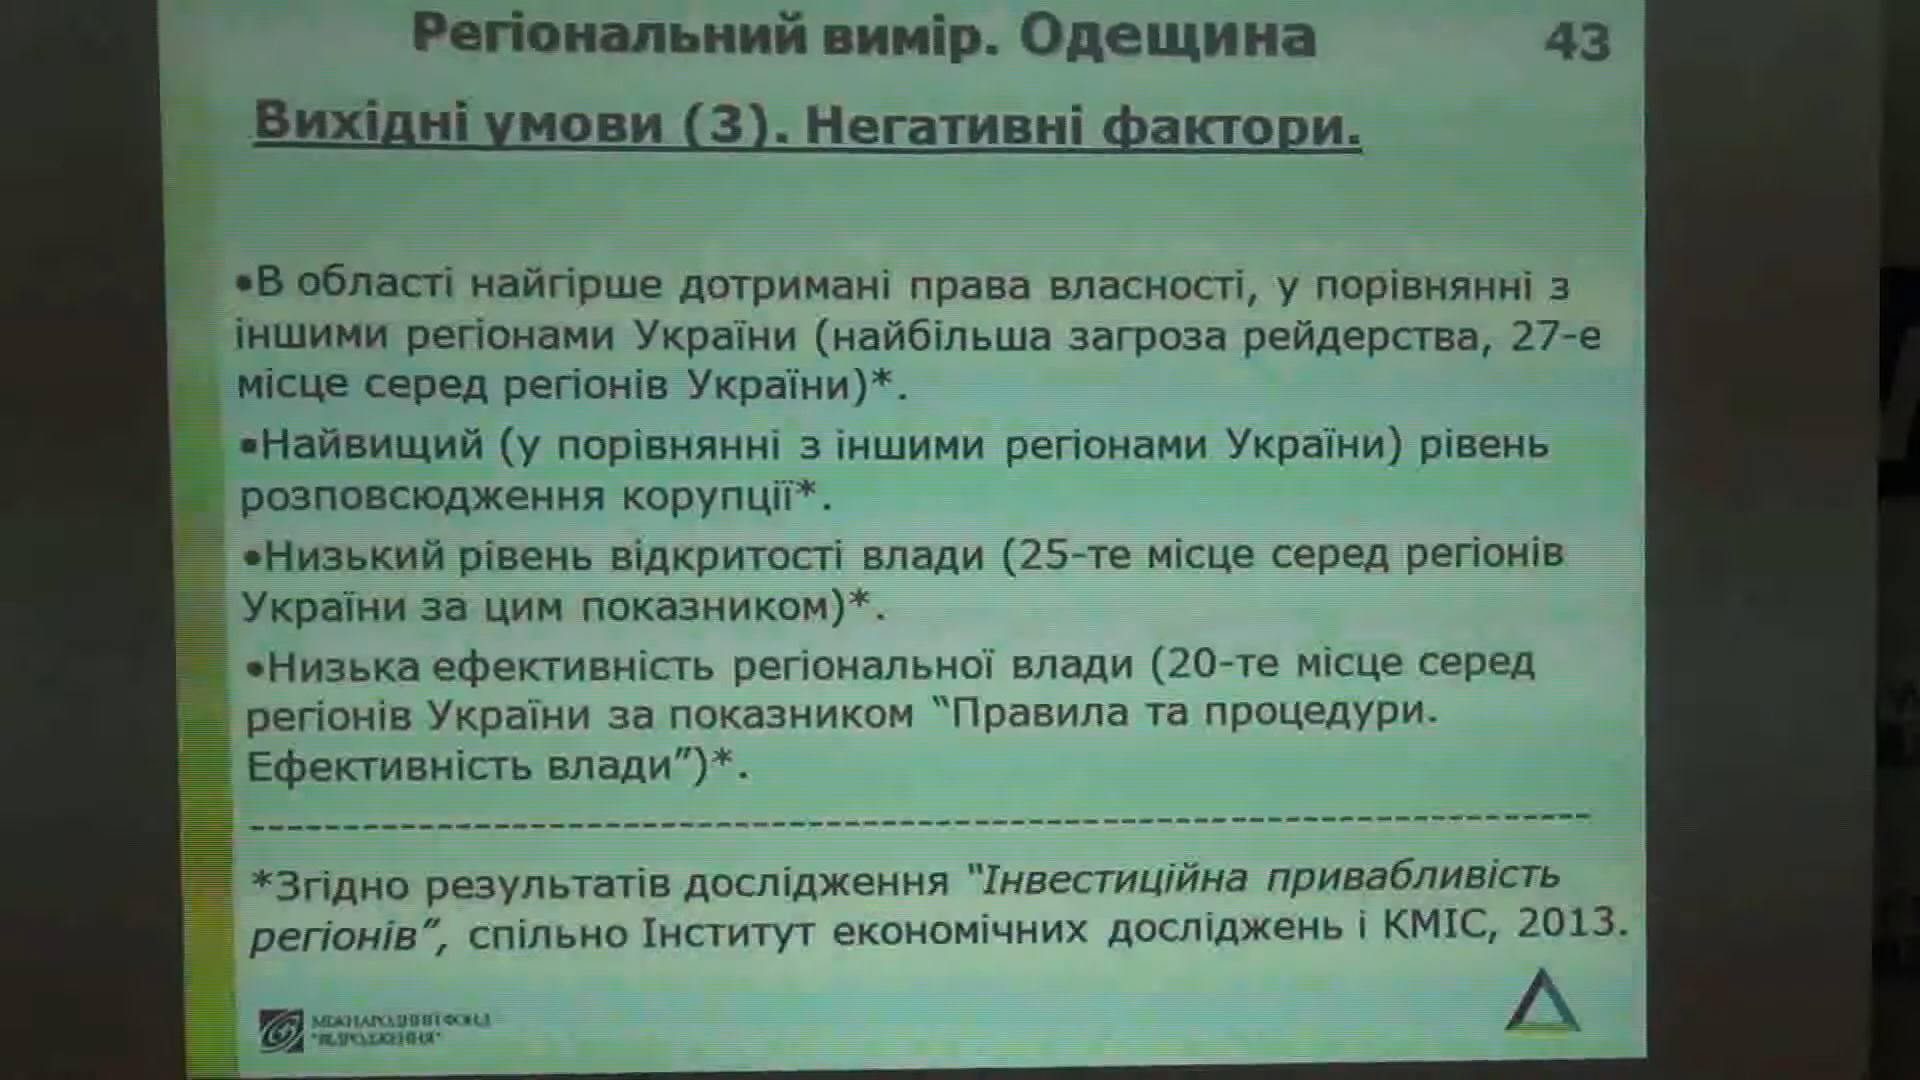 Регіональний вимір. Одещина
43
Вихідні умови (3). Негативні фактори.
•В області найгірше дотримані права власності, у порівнянні з
іншими регіонами України (найбільша загроза рейдерства, 27-е
місце серед регіонів України)*.
•Найвищий (у порівнянні з іншими регіонами України) рівень
розповсюдження корупції*.
•Низький рівень відкритості влади (25-те місце серед регіонів
України за цим показником)*.
•Низька ефективність регіональної влади (20-те місце серед
регіонів України за показником “Правила та процедури.
Ефективність влади”)*.
*Згідно результатів дослідження “Інвестиційна привабливість
регіонів”, спільно Інститут економічних досліджень і КМІС, 2013.
МІЖНАРОДНИЙ ФОНД
"ВІДРОДЖЕННЯ"